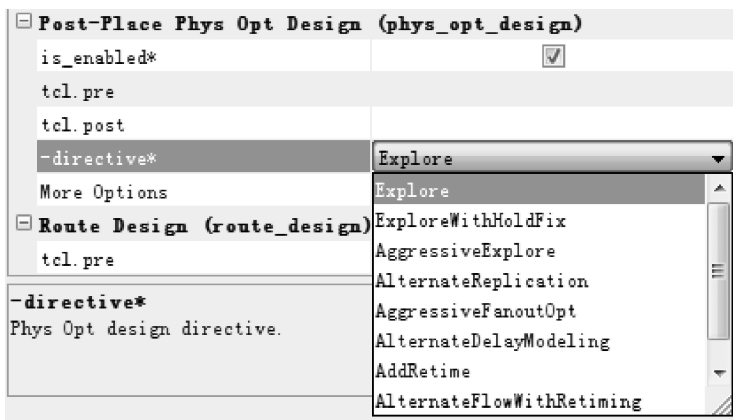 Post-Place Phys Opt Design (phys_opt_design)
is_enabled*
tcl.pre
tcl.post
-directive* Explore
More Options
Route Design (route_design)
tcl.pre
Explore
ExploreWithHoldFix
AggressiveExplore
AlternateReplication
AggressiveFanoutOpt
AlternateDelayModeling
AddRetime
AlternateFlowWithRetiming
-directive*
Phys Opt design directive.